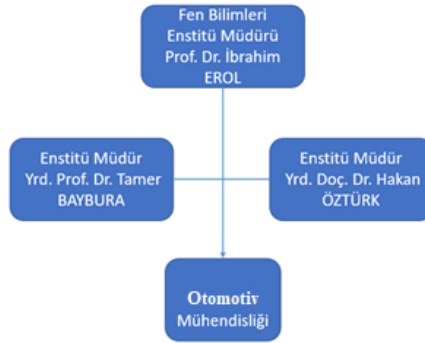 Fen Bilimleri
Enstitü Müdürü
Prof. Dr. İbrahim
EROL
Enstitü Müdür
Yrd. Prof. Dr. Tamer
BAYBURA
Enstitü Müdür
Yrd. Doç. Dr. Hakan
ÖZTÜRK
Otomotiv
Mühendisliği